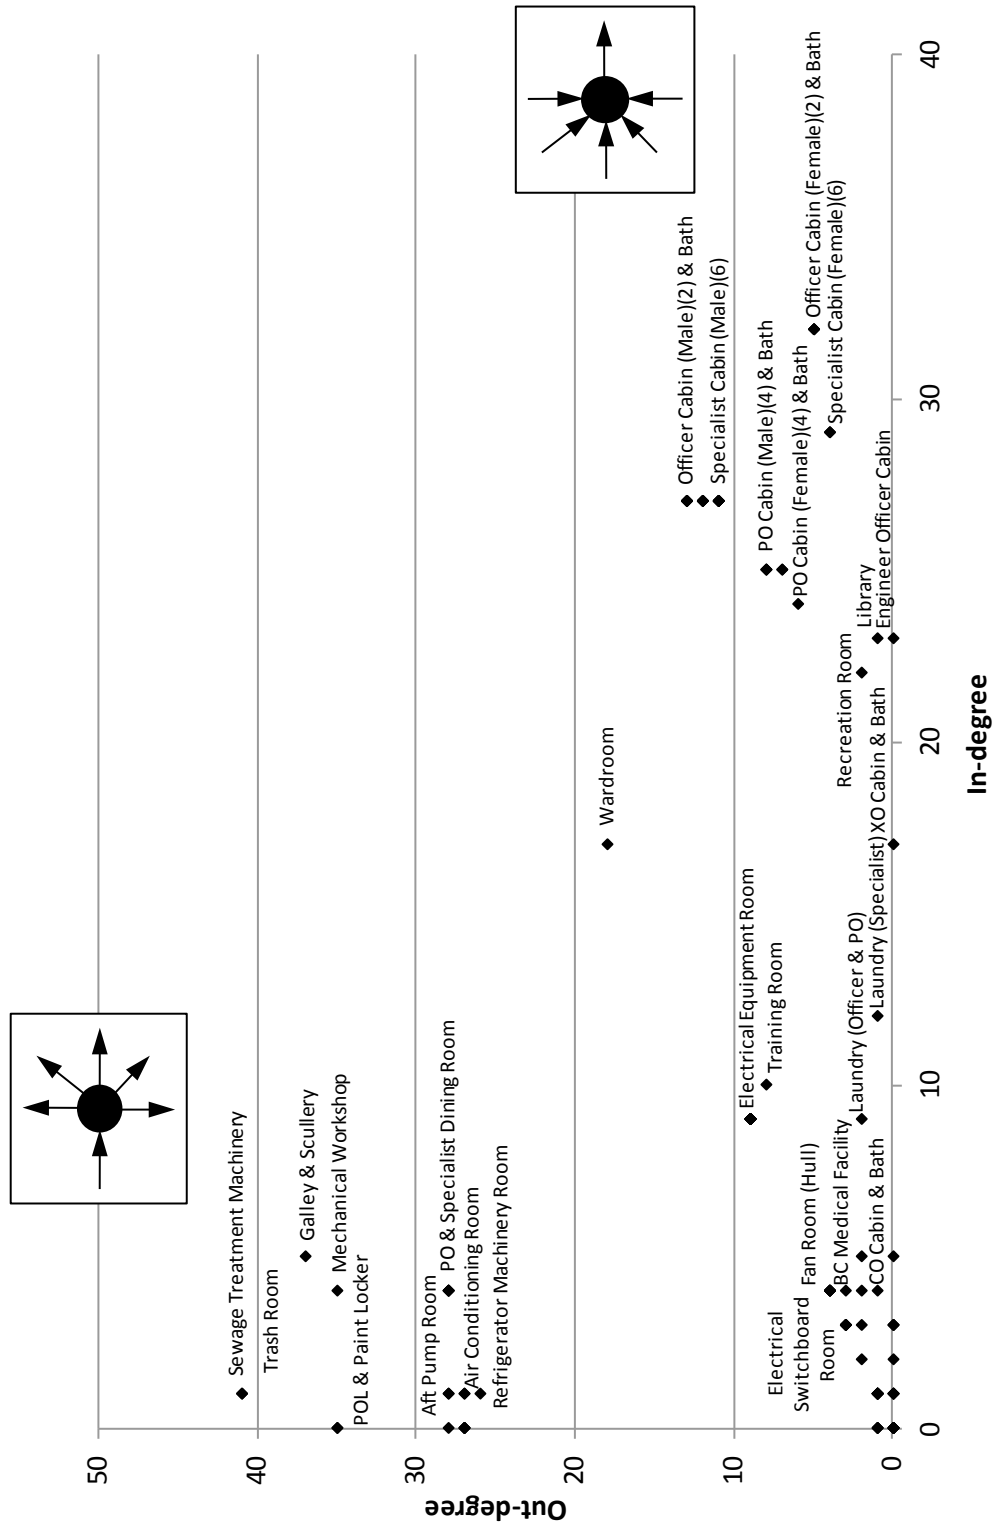 50
40
30
20
10
0
Out-degree
0
10
20
30
40
In-degree
Sewage Treatment Machinery
Trash Room
Galley & Scullery
Mechanical Workshop
POL & Paint Locker
PO & Specialist Dining Room
Aft Pump Room
Air Conditioning Room
Refrigerator Machinery Room
Wardroom
Officer Cabin (Male)(2) & Bath
Specialist Cabin (Male)(6)
Electrical Equipment Room
Training Room
PO Cabin (Male)(4) & Bath
PO Cabin (Female)(4) & Bath
Officer Cabin (Female)(2) & Bath
Specialist Cabin (Female)(6)
Electrical
Switchboard
Room
Fan Room (Hull)
BC Medical Facility
CO Cabin & Bath
Laundry (Officer & PO)
Laundry (Specialist)
XO Cabin & Bath
Recreation Room
Library
Engineer Officer Cabin